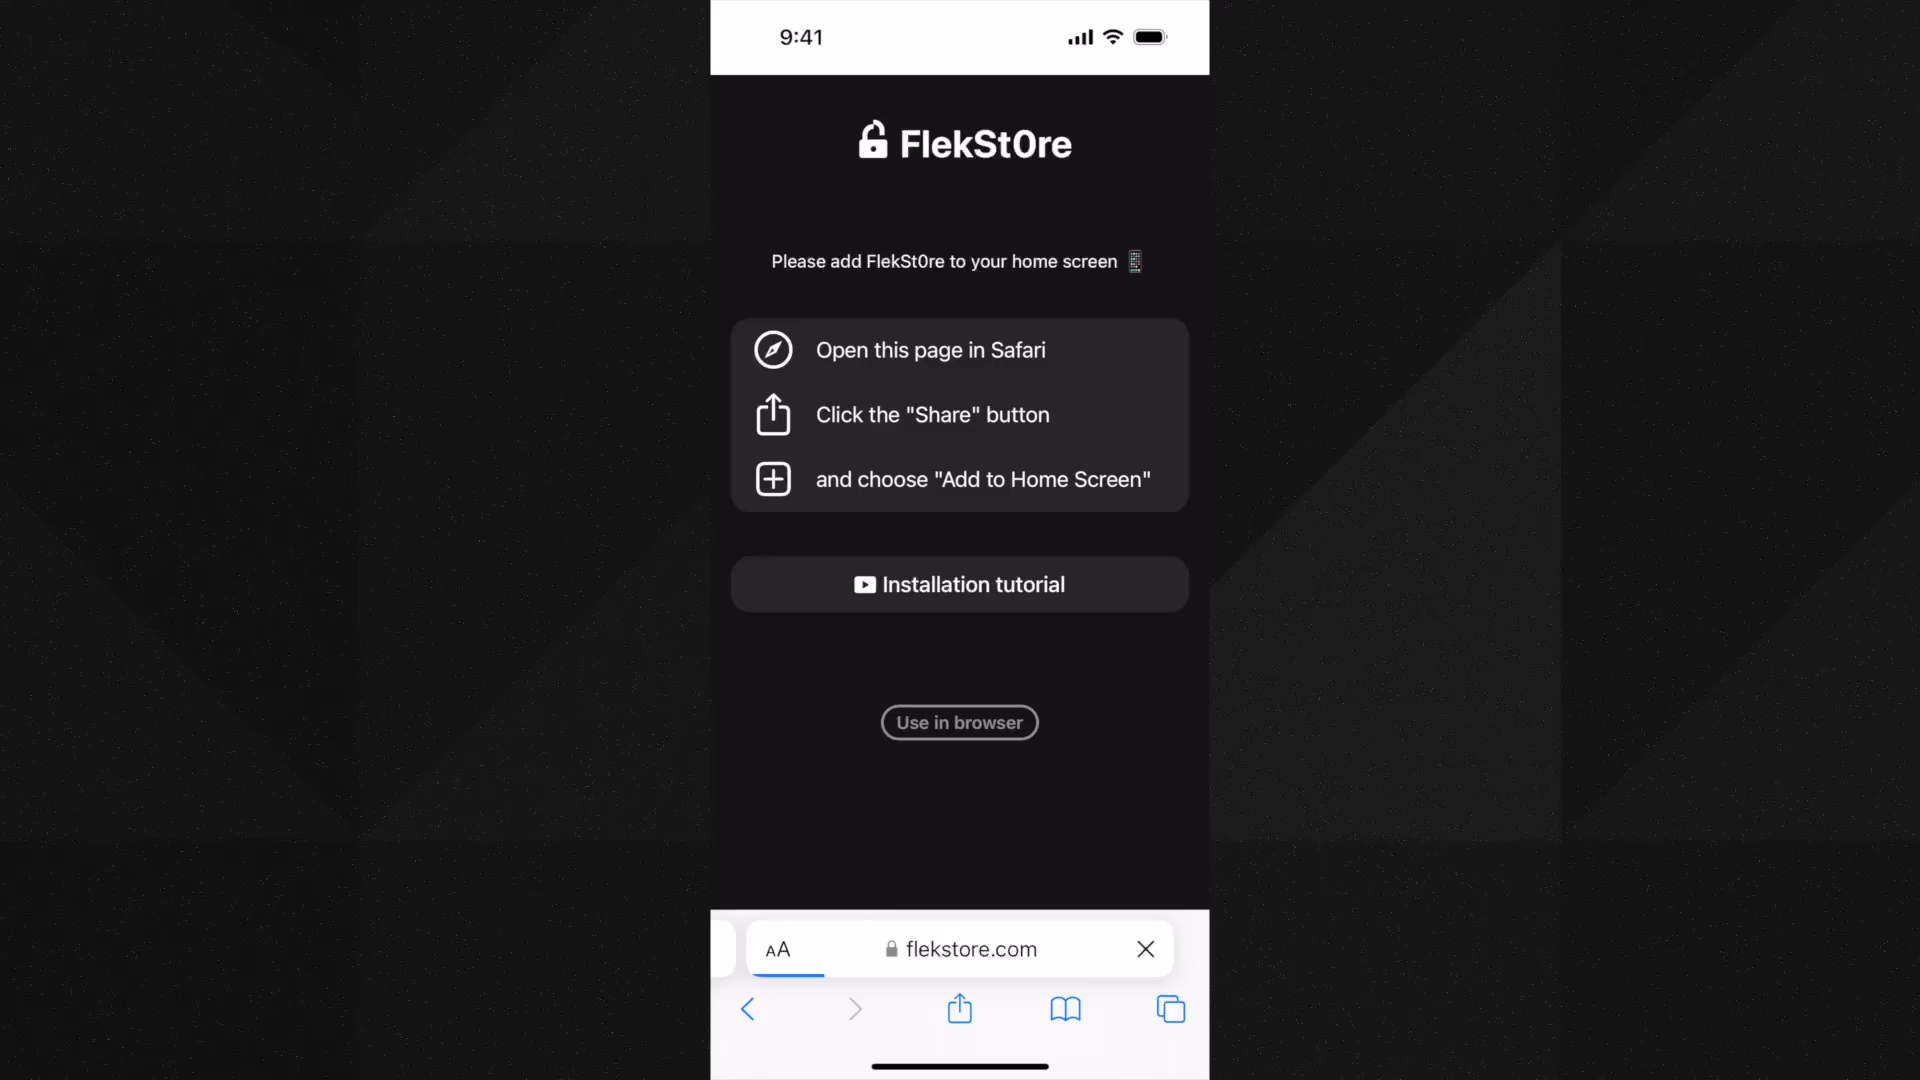 9:41
FlekSt0re
Please add FlekSt0re to your home screen
Open this page in Safari
Click the "Share" button
and choose "Add to Home Screen"
Installation tutorial
Use in browser
AA flekstore.com